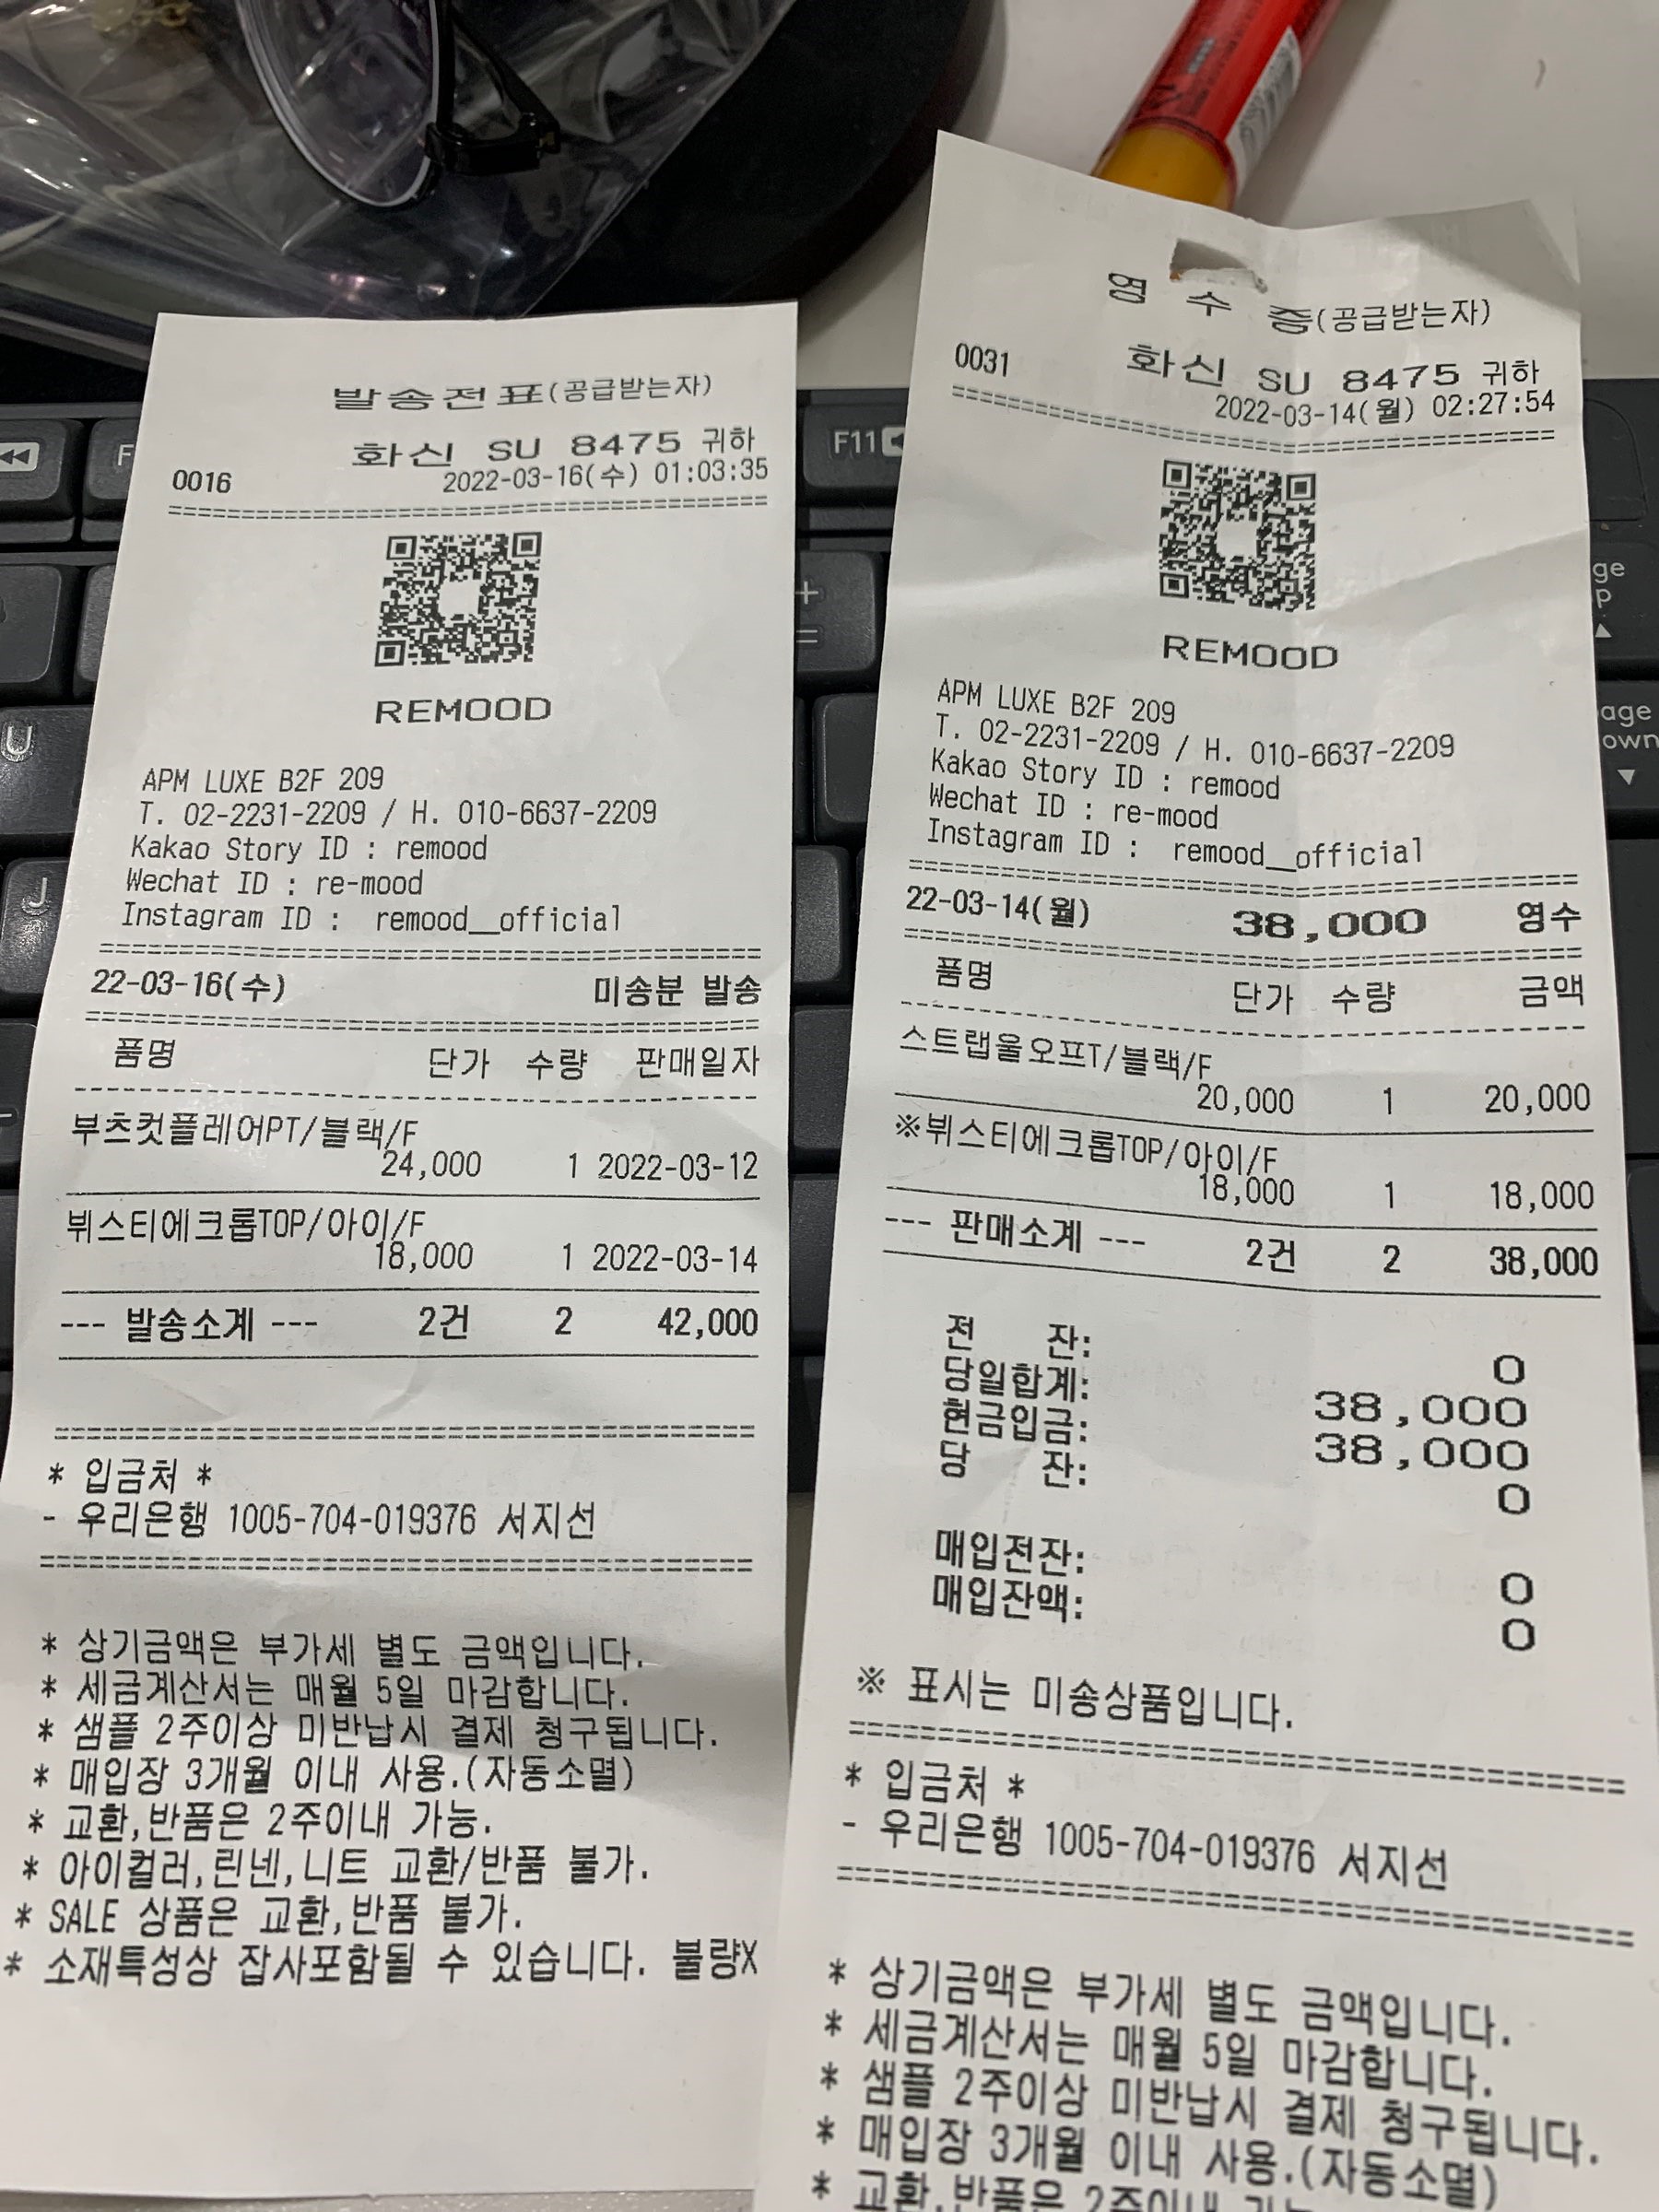 발송전표(공급받는자)
화신 SU 8475 귀하
0016 2022-03-16(수) 01:03:35
REMOOD
APM LUXE B2F 209
T. 02-2231-2209 / H. 010-6637-2209
Kakao Story ID : remood
Wechat ID : re-mood
Instagram ID : remood__official
22-03-16(수) 미송분 발송
품명 단가 수량 판매일자
부츠컷플레어PT/블랙/F
24,000 1 2022-03-12
뷔스티에크롭TOP/아이/F
18,000 1 2022-03-14
--- 발송소계 --- 2건 2 42,000
* 입금처 *
- 우리은행 1005-704-019376 서지선
* 상기금액은 부가세 별도 금액입니다.
* 세금계산서는 매월 5일 마감합니다.
* 샘플 2주이상 미반납시 결제 청구됩니다.
* 매입장 3개월 이내 사용.(자동소멸)
* 교환,반품은 2주이내 가능.
* 아이컬러,린넨,니트 교환/반품 불가.
* SALE 상품은 교환,반품 불가.
* 소재특성상 잡사포함될 수 있습니다. 불량X
영 수 증(공급받는자)
0031 화신 SU 8475 귀하
2022-03-14(월) 02:27:54
REMOOD
APM LUXE B2F 209
T. 02-2231-2209 / H. 010-6637-2209
Kakao Story ID : remood
Wechat ID : re-mood
Instagram ID : remood__official
22-03-14(월) 38,000 영수
품명 단가 수량 금액
스트랩울오프T/블랙/F
20,000 1 20,000
※뷔스티에크롭TOP/아이/F
18,000 1 18,000
--- 판매소계 --- 2건 2 38,000
전 잔: 0
당일합계: 38,000
현금입금: 38,000
당 잔: 0
매입전잔: 0
매입잔액: 0
※ 표시는 미송상품입니다.
* 입금처 *
- 우리은행 1005-704-019376 서지선
* 상기금액은 부가세 별도 금액입니다.
* 세금계산서는 매월 5일 마감합니다.
* 샘플 2주이상 미반납시 결제 청구됩니다.
* 매입장 3개월 이내 사용.(자동소멸)
* 교환,반품은 2주이내
F11
U
J